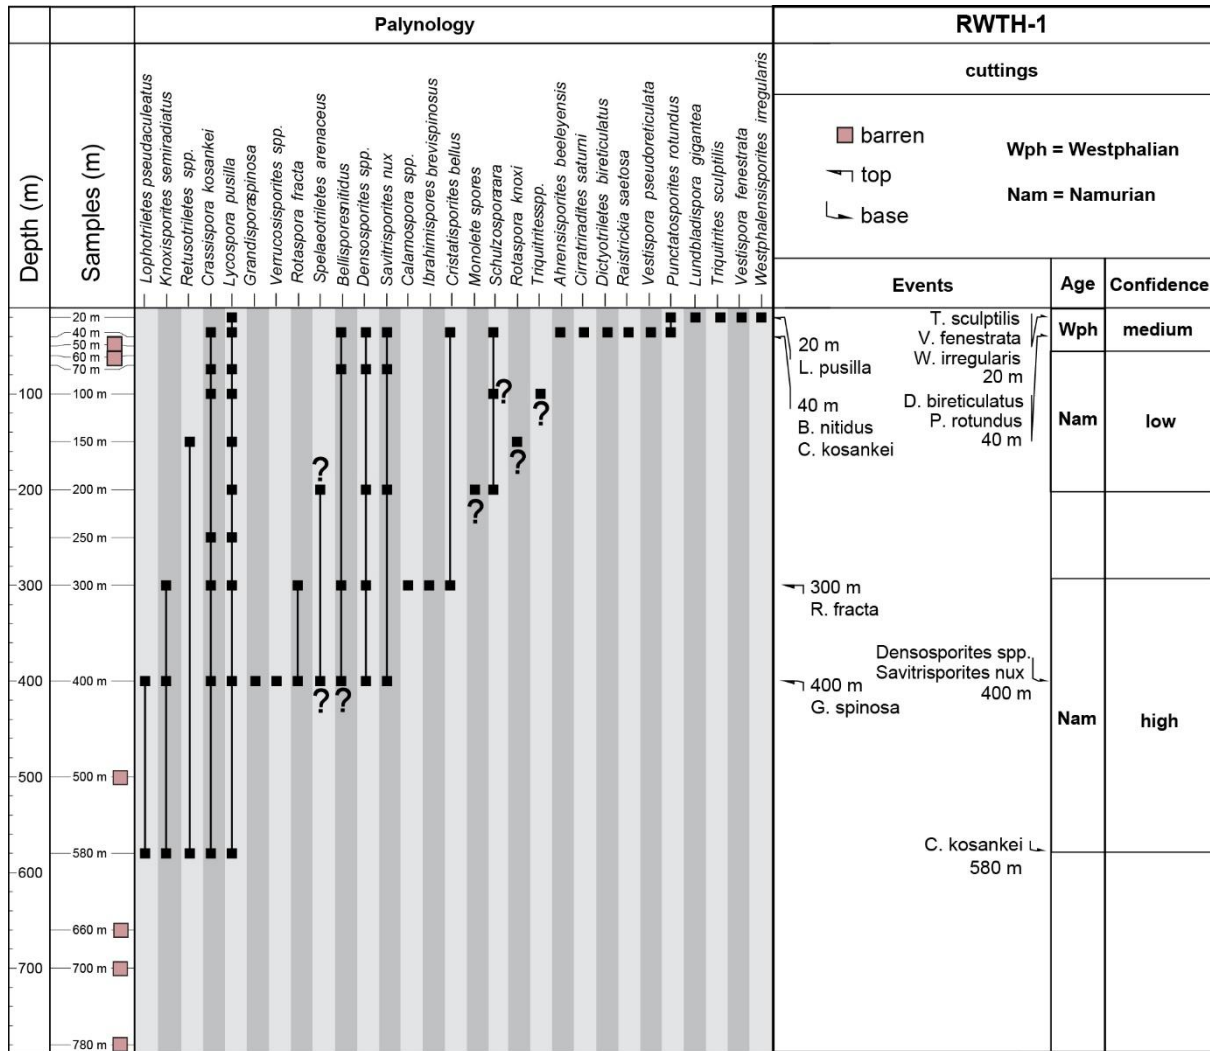 Palynology
RWTH-1
Depth (m)
Samples (m)
Lophotriletes pseudaculeatus
Knoxisporites semiradiatus
Retusotriletes spp.
Crassispora kosankei
Lycospora pusilla
Grandisporaspinosa
Verrucosisporites spp.
Rotaspora fracta
Spelaeotriletes arenaceus
Bellisporesnitidus
Densosporites spp.
Savitrisporites nux
Calamospora spp.
Ibrahimispores brevispinosus
Cristatisporites bellus
Monolete spores
Schulzosporarara
Rotaspora knoxi
Triquitritesspp.
Ahrensisporites beeleyensis
Cirratriradites saturni
Dictyotriletes bireticulatus
Raistrickia saetosa
Vestispora pseudoreticulata
Punctatosporites rotundus
Lundbladispora gigantea
Triquitrites sculptilis
Vestispora fenestrata
Westphalensisporites irregularis
cuttings
barren
top
base
Wph = Westphalian
Nam = Namurian
Events
Age
Confidence
20 m
40 m
50 m
60 m
70 m
100
100 m
150 m
200
200 m
250 m
300
300 m
400
400 m
500
500 m
580 m
600
660 m
700
700 m
780 m
?
?
?
?
?
?
?
20 m
L. pusilla
40 m
B. nitidus
C. kosankei
300 m
R. fracta
400 m
G. spinosa
T. sculptilis
V. fenestrata
W. irregularis
20 m
D. bireticulatus
P. rotundus
40 m
Densosporites spp.
Savitrisporites nux
400 m
C. kosankei
580 m
Wph
medium
Nam
low
Nam
high